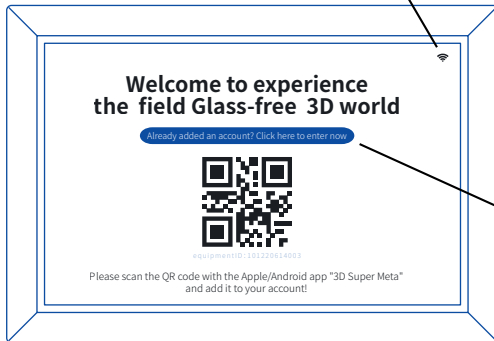 Welcome to experience
the field Glass-free 3D world
Already added an account? Click here to enter now
equipmentID:101220614003
Please scan the QR code with the Apple/Android app "3D Super Meta"
and add it to your account!